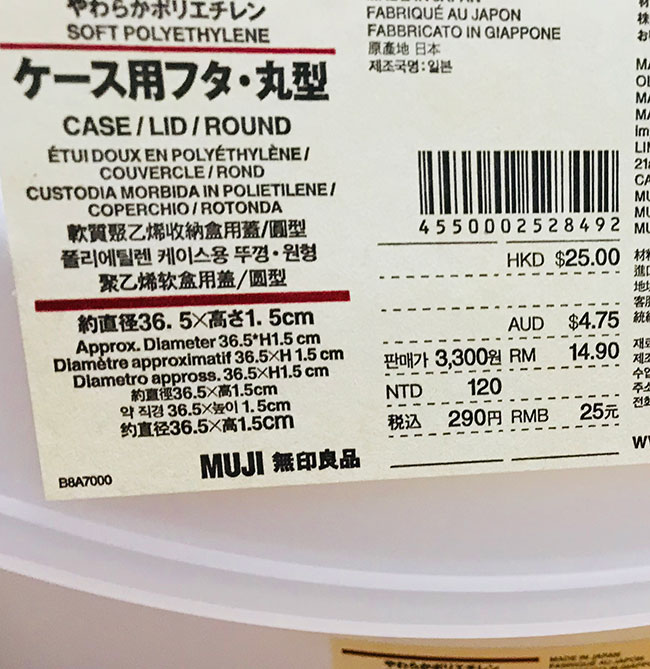 やわらかポリエチレン
SOFT POLYETHYLENE
ケース用フタ・丸型
CASE / LID / ROUND
ÉTUI DOUX EN POLYÉTHYLÈNE /
COUVERCLE / ROND
CUSTODIA MORBIDA IN POLIETILENE /
COPERCHIO / ROTONDA
軟質聚乙烯收納盒用蓋/圓型
폴리에틸렌 케이스용 뚜껑・원형
聚乙烯软盒用盖/圆型
約直径36.5×高さ1.5cm
Approx. Diameter 36.5*H1.5 cm
Diamètre approximatif 36.5×H 1.5 cm
Diametro appross. 36.5×H1.5 cm
約直徑36.5×高1.5cm
약 직경 36.5×높이 1.5cm
约直径36.5×高1.5cm
B8A7000
MUJI 無印良品
FABRIQUÉ AU JAPON
FABBRICATO IN GIAPPONE
原產地 日本
제조국명:일본
4550002528492
HKD $25.00
AUD $4.75
판매가 3,300원 RM 14.90
NTD 120
税込 290円 RMB 25元